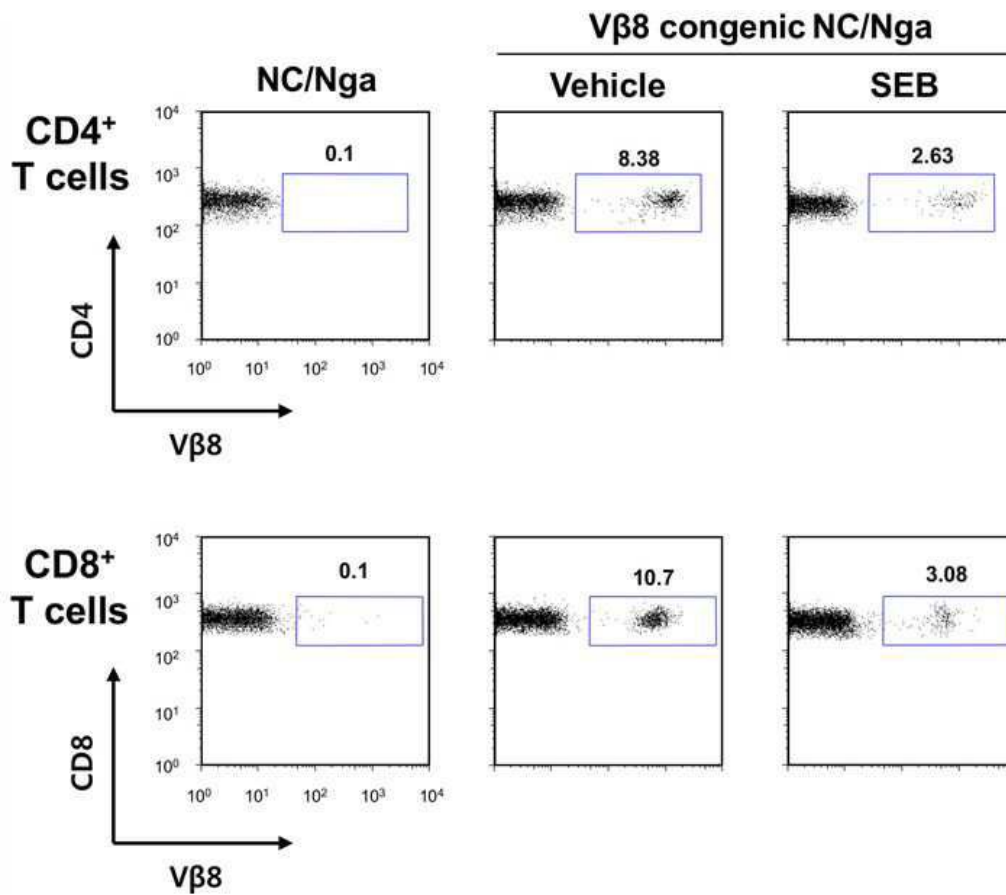 Vβ8 congenic NC/Nga
NC/Nga
Vehicle
SEB
CD4⁺
T cells
10⁴
10³
10²
10¹
10⁰
0.1
8.38
2.63
CD4
10⁰ 10¹ 10² 10³ 10⁴
Vβ8
CD8⁺
T cells
10⁴
10³
10²
10¹
10⁰
0.1
10.7
3.08
CD8
10⁰ 10¹ 10² 10³ 10⁴
Vβ8